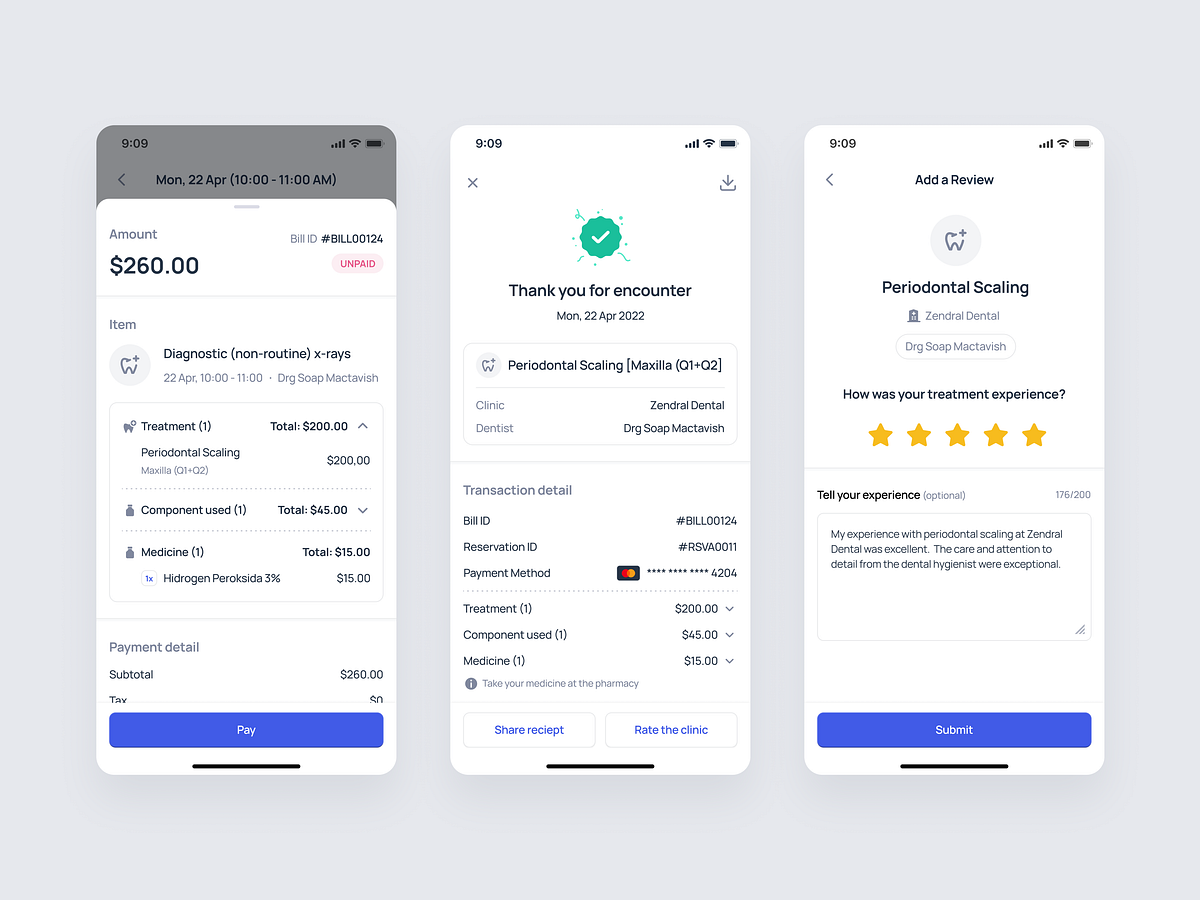 9:09
Mon, 22 Apr (10:00 - 11:00 AM)
Amount
Bill ID #BILL00124
$260.00
UNPAID
Item
Diagnostic (non-routine) x-rays
22 Apr, 10:00 - 11:00 · Drg Soap Mactavish
Treatment (1) Total: $200.00
Periodontal Scaling
Maxilla (Q1+Q2)
$200,00
Component used (1) Total: $45.00
Medicine (1) Total: $15.00
1x Hidrogen Peroksida 3% $15.00
Payment detail
Subtotal $260.00
Tax $0
Pay
9:09
Thank you for encounter
Mon, 22 Apr 2022
Periodontal Scaling [Maxilla (Q1+Q2]
Clinic Zendral Dental
Dentist Drg Soap Mactavish
Transaction detail
Bill ID #BILL00124
Reservation ID #RSVA0011
Payment Method **** **** **** 4204
Treatment (1) $200.00
Component used (1) $45.00
Medicine (1) $15.00
Take your medicine at the pharmacy
Share reciept Rate the clinic
9:09
Add a Review
Periodontal Scaling
Zendral Dental
Drg Soap Mactavish
How was your treatment experience?
Tell your experience (optional) 176/200
My experience with periodontal scaling at Zendral
Dental was excellent. The care and attention to
detail from the dental hygienist were exceptional.
Submit